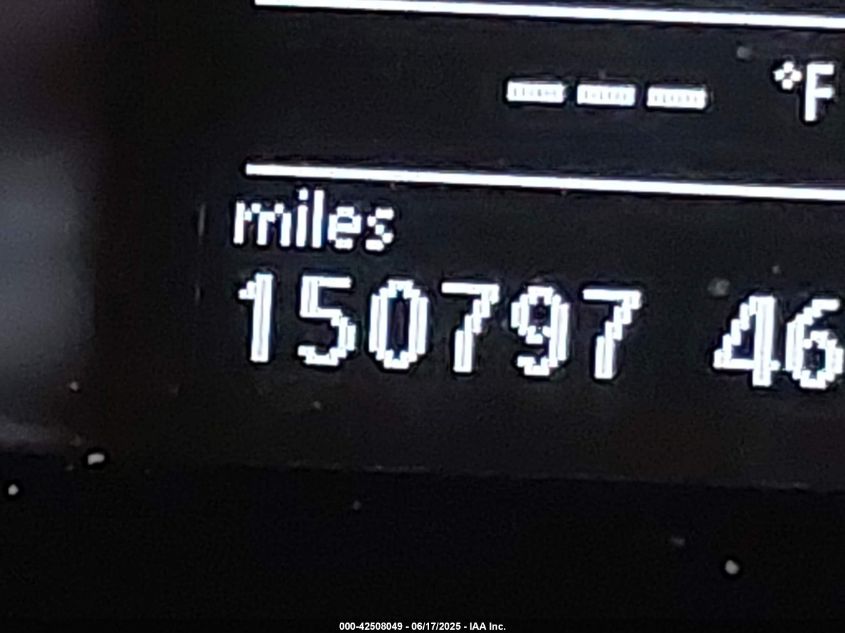 --- °F
miles
150797 46
000-42508049 - 06/17/2025 - IAA Inc.